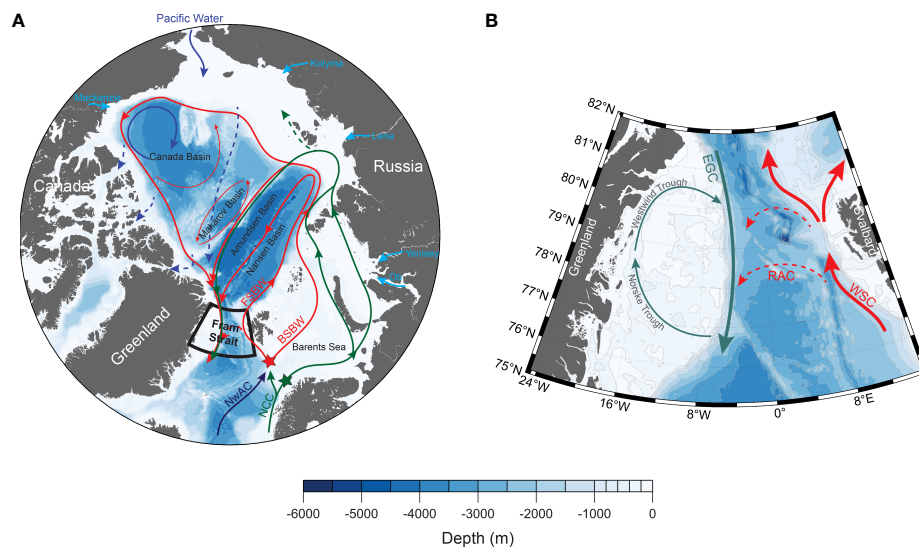 A
Pacific Water
Kolyma
Mackenzie
Lena
Canada Basin
Russia
Canada
Makarov Basin
Amundsen Basin
Nansen Basin
Yenisey
Ob
FSBW
Greenland
Fram
Strait
BSBW
Barents Sea
NwAC
NCC
B
82°N
81°N
80°N
79°N
78°N
77°N
76°N
75°N
24°W
16°W
8°W
0°
8°E
EGC
Westwind Trough
Norske Trough
Greenland
Svalbard
RAC
WSC
-6000
-5000
-4000
-3000
-2000
-1000
0
Depth (m)